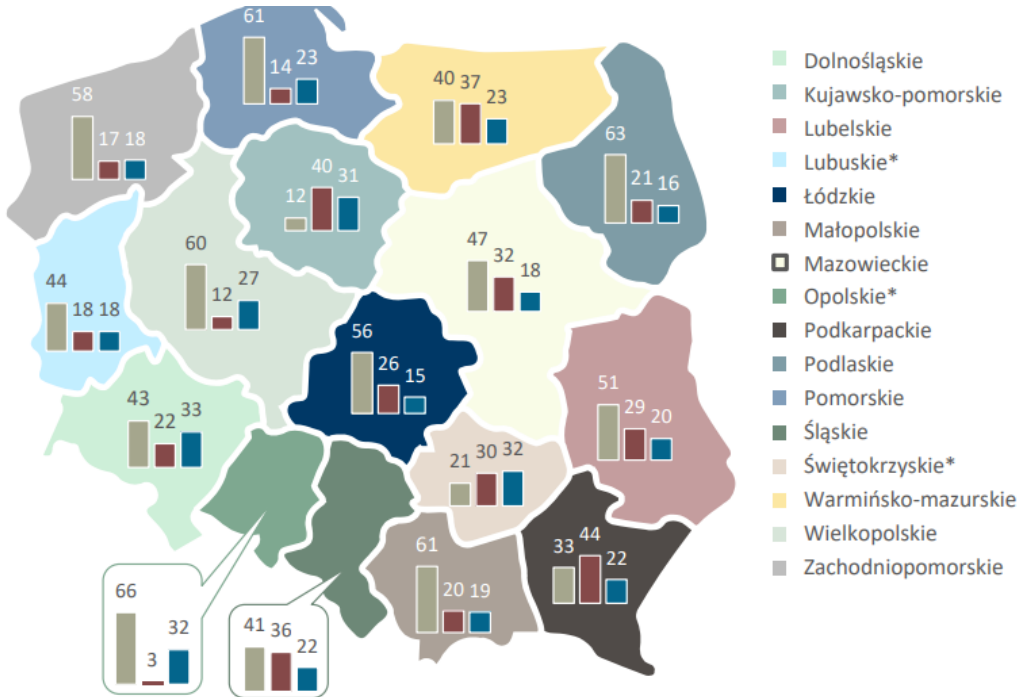 61
14 23
58
17 18
40 37
23
63
21 16
12 40 31
47
32
18
60
12 27
44
18 18
56
26
15
43
22 33
51
29
20
21 30 32
61
20 19
33 44
22
66
3
32
41 36
22
Dolnośląskie
Kujawsko-pomorskie
Lubelskie
Lubuskie*
Łódzkie
Małopolskie
Mazowieckie
Opolskie*
Podkarpackie
Podlaskie
Pomorskie
Śląskie
Świętokrzyskie*
Warmińsko-mazurskie
Wielkopolskie
Zachodniopomorskie